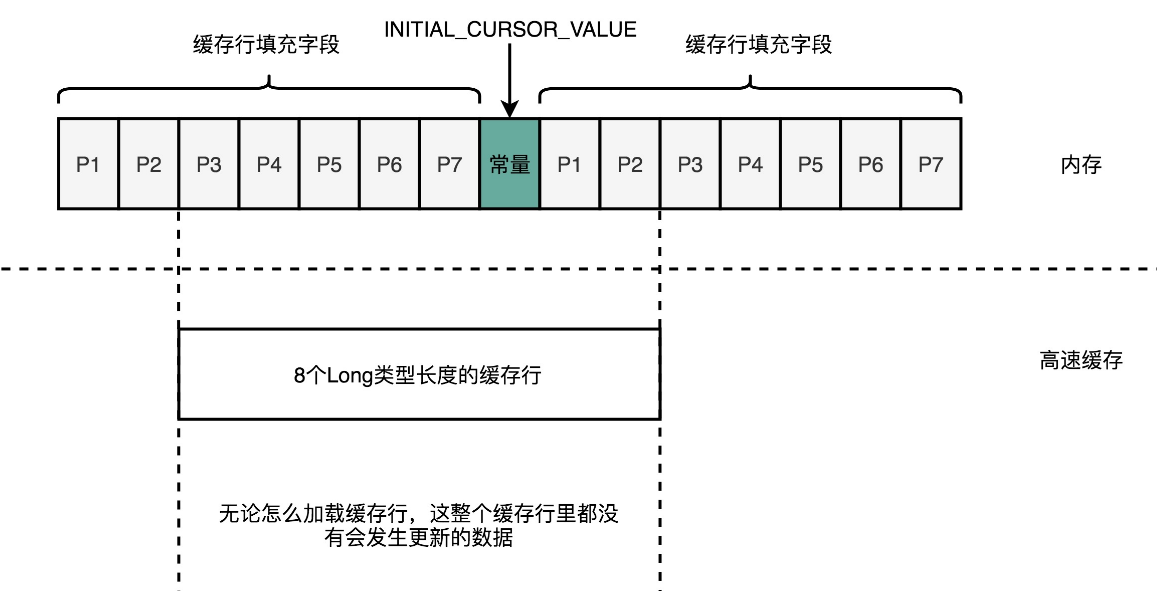 INITIAL_CURSOR_VALUE
缓存行填充字段
缓存行填充字段
P1 P2 P3 P4 P5 P6 P7 常量 P1 P2 P3 P4 P5 P6 P7
内存
8个Long类型长度的缓存行
高速缓存
无论怎么加载缓存行，这整个缓存行里都没
有会发生更新的数据